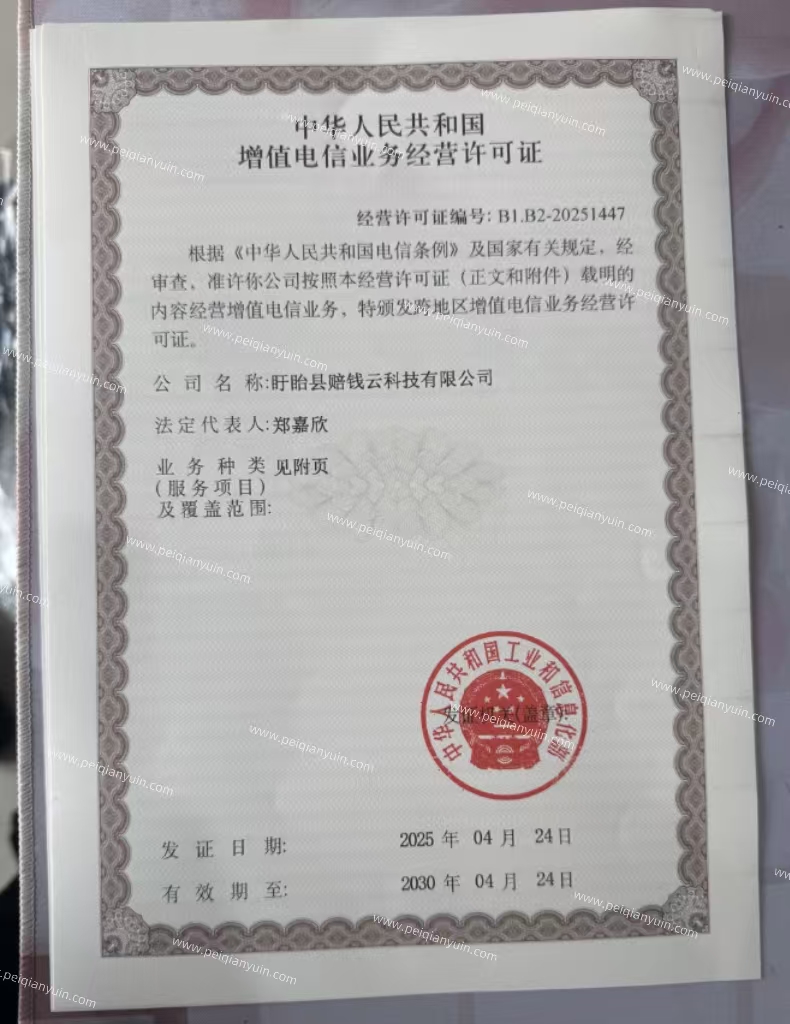 中华人民共和国
增值电信业务经营许可证
经营许可证编号: B1.B2-20251447
根据《中华人民共和国电信条例》及国家有关规定，经
审查，准许你公司按照本经营许可证（正文和附件）载明的
内容经营增值电信业务，特颁发跨地区增值电信业务经营许
可证。
公司名称:盱眙县赔钱云科技有限公司
法定代表人:郑嘉欣
业务种类 见附页
(服务项目)
及覆盖范围:
中华人民共和国工业和信息化部
发证机关(盖章):
发证日期: 2025 年 04 月 24日
有效期至: 2030 年 04 月 24日
www.peiqianyuin.com